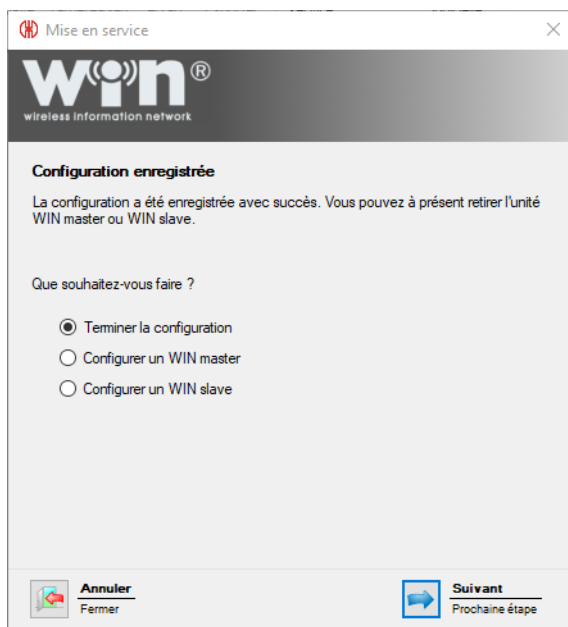 Mise en service
WIN®
wireless information network
Configuration enregistrée
La configuration a été enregistrée avec succès. Vous pouvez à présent retirer l'unité
WIN master ou WIN slave.
Que souhaitez-vous faire ?
Terminer la configuration
Configurer un WIN master
Configurer un WIN slave
Annuler
Fermer
Suivant
Prochaine étape